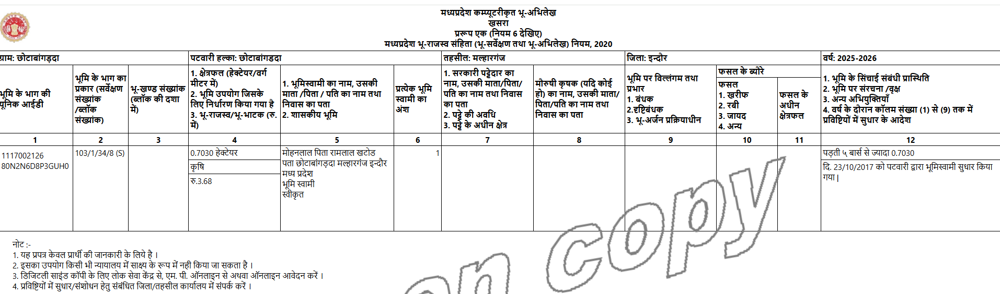 मध्यप्रदेश कम्प्यूटरीकृत भू-अभिलेख
खसरा
प्ररूप एक (नियम 6 देखिए)
मध्यप्रदेश भू-राजस्व संहिता (भू-सर्वेक्षण तथा भू-अभिलेख) नियम, 2020
ग्राम: छोटाबांगड़दा
पटवारी हल्का: छोटाबांगडदा
तहसील: मल्हारगंज
जिला: इन्दौर
वर्ष: 2025-2026
भूमि के भाग की
यूनिक आईडी
भूमि के भाग का
प्रकार (सर्वेक्षण
संख्यांक
/ब्लॉक
संख्यांक)
भू-खण्ड संख्यांक
(ब्लॉक की दशा
में)
1. क्षेत्रफल (हेक्टेयर/वर्ग
मीटर में)
2. भूमि उपयोग जिसके
लिए निर्धारण किया गया है
3. भू-राजस्व/भू-भाटक (रु.
में)
1. भूमिस्वामी का नाम, उसकी
माता /पिता / पति का नाम तथा
निवास का पता
2. शासकीय भूमि
प्रत्येक भूमि
स्वामी का
अंश
1. सरकारी पट्टेदार का
नाम, उसकी माता/पिता/
पति का नाम तथा निवास
का पता
2. पट्टे की अवधि
3. पट्टे के अधीन क्षेत्र
मौरुषी कृषक (यदि कोई
हो) का नाम, उसकी माता/
पिता/पति का नाम तथा
निवास का पता
भूमि पर विल्लंगम तथा
प्रभार
1. बंधक
2.दृष्टिबंधक
3. भू-अर्जन प्रक्रियाधीन
फसल के ब्यौरे
फसल
1. खरीफ
2. रबी
3. जायद
4. अन्य
फसल के
अधीन
क्षेत्रफल
1. भूमि के सिंचाई संबंधी प्रास्थिति
2. भूमि पर संरचना /वृक्ष
3. अन्य अभियुक्तियाँ
4. वर्ष के दौरान कॉलम संख्या (1) से (9) तक में
प्रविष्टियों में सुधार के आदेश
1 2 3 4 5 6 7 8 9 10 11 12
1117002126
80N2N6D8P3GUH0
103/1/34/8 (S)
0.7030 हेक्टेयर
कृषि
रु.3.68
मोहनलाल पिता रामलाल खटोड
पता छोटाबांगड़दा मल्हारगंज इन्दौर
मध्य प्रदेश
भूमि स्वामी
स्वीकृत
1
पड़ती ५ बार्स से ज्यादा 0.7030
दि. 23/10/2017 को पटवारी द्वारा भूमिस्वामी सुधार किया
गया |
नोट :-
1. यह प्रपत्र केवल प्रार्थी की जानकारी के लिये है ।
2. इसका उपयोग किसी भी न्यायालय में साक्ष्य के रूप में नही किया जा सकता है ।
3. डिजिटली साइंड कॉपी के लिए लोक सेवा केंद्र से, एम. पी. ऑनलाइन से अथवा ऑनलाइन आवेदन करें ।
4. प्रविष्टियों में सुधार/संशोधन हेतु संबंधित जिला/तहसील कार्यालय में संपर्क करें ।
on copy